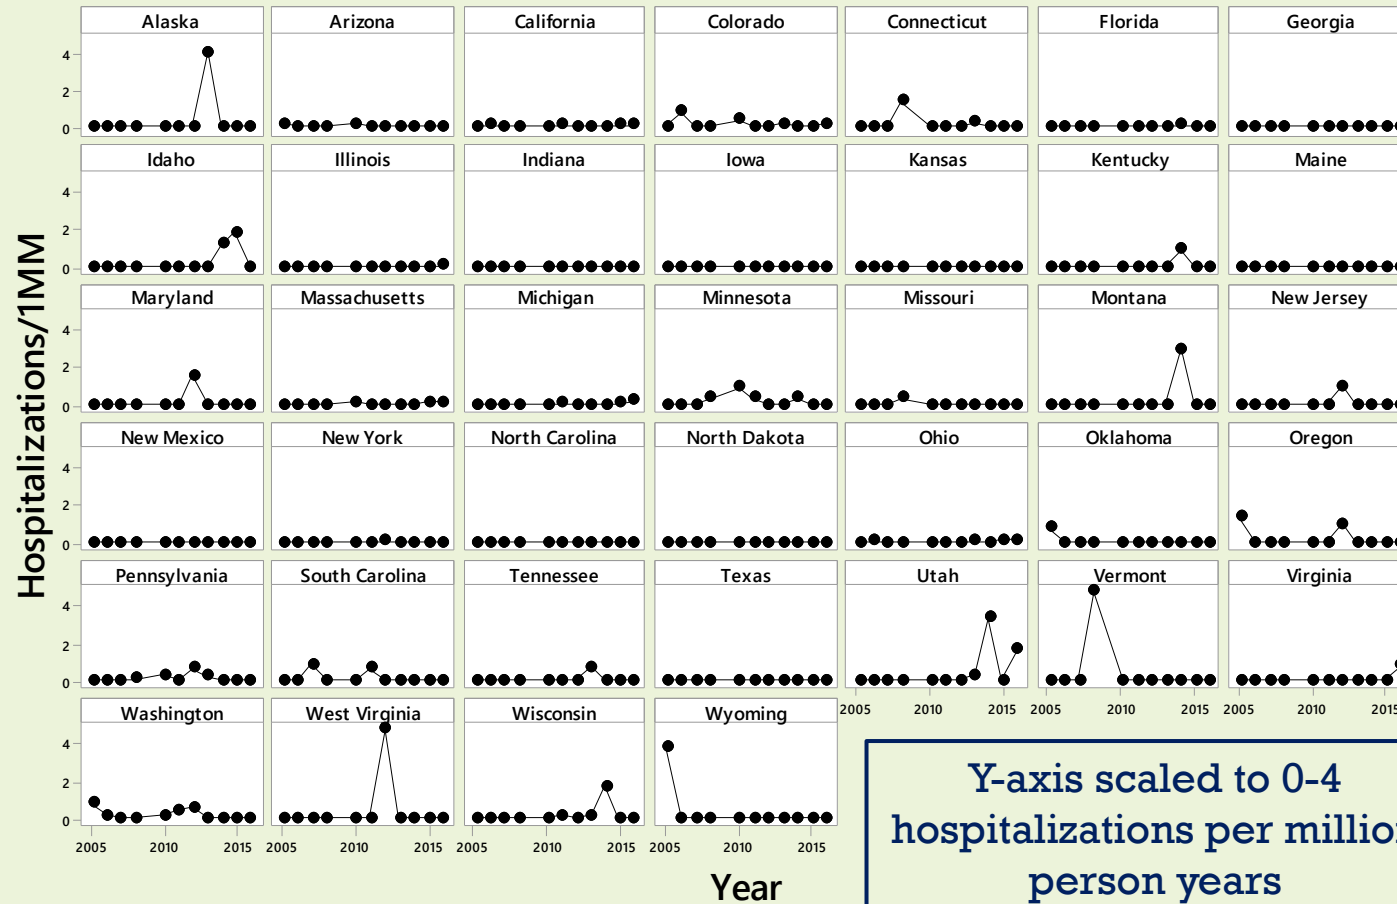 Alaska Arizona California Colorado Connecticut Florida Georgia
4
2
0
Idaho Illinois Indiana Iowa Kansas Kentucky Maine
4
2
0
Maryland Massachusetts Michigan Minnesota Missouri Montana New Jersey
4
2
0
New Mexico New York North Carolina North Dakota Ohio Oklahoma Oregon
4
2
0
Pennsylvania South Carolina Tennessee Texas Utah Vermont Virginia
4
2
0
2005 2010 2015 2005 2010 2015 2005 2010 2015
Washington West Virginia Wisconsin Wyoming
4
2
0
2005 2010 2015 2005 2010 2015 2005 2010 2015 2005 2010 2015
Hospitalizations/1MM
Year
Y-axis scaled to 0-4
hospitalizations per million
person years